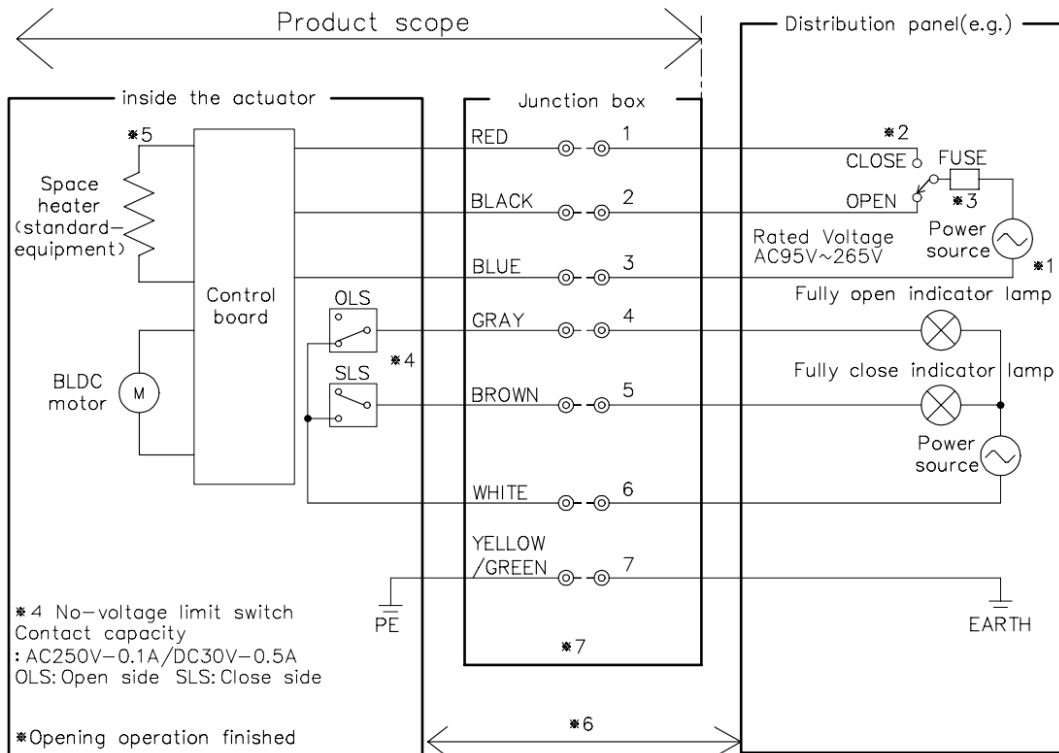 Product scope
Distribution panel(e.g.)
inside the actuator
Junction box
※5
Space
heater
(standard-
equipment)
Control
board
BLDC
motor
M
OLS
SLS
※4
RED
1
BLACK
2
BLUE
3
GRAY
4
BROWN
5
WHITE
6
YELLOW
/GREEN
7
PE
※7
※6
※2
CLOSE
FUSE
OPEN
※3
Rated Voltage
AC95V~265V
Power
source
※1
Fully open indicator lamp
Fully close indicator lamp
Power
source
EARTH
※4 No-voltage limit switch
Contact capacity
:AC250V-0.1A/DC30V-0.5A
OLS:Open side SLS:Close side
※Opening operation finished